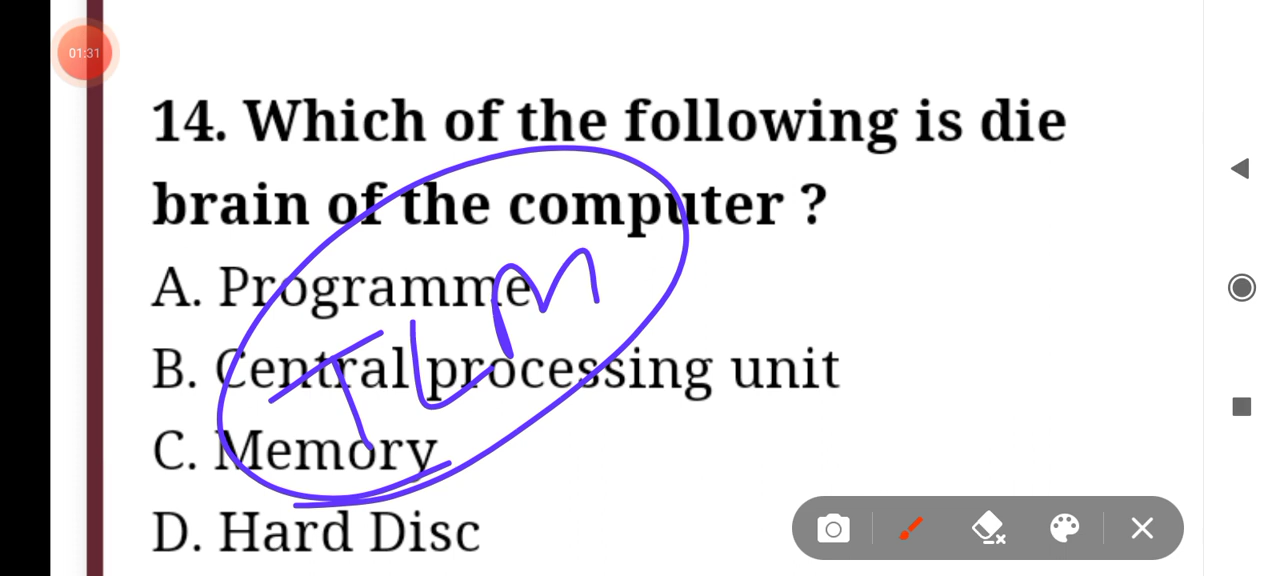 01:31
14. Which of the following is die
brain of the computer ?
A. Programme
B. Central processing unit
C. Memory
D. Hard Disc
TLM